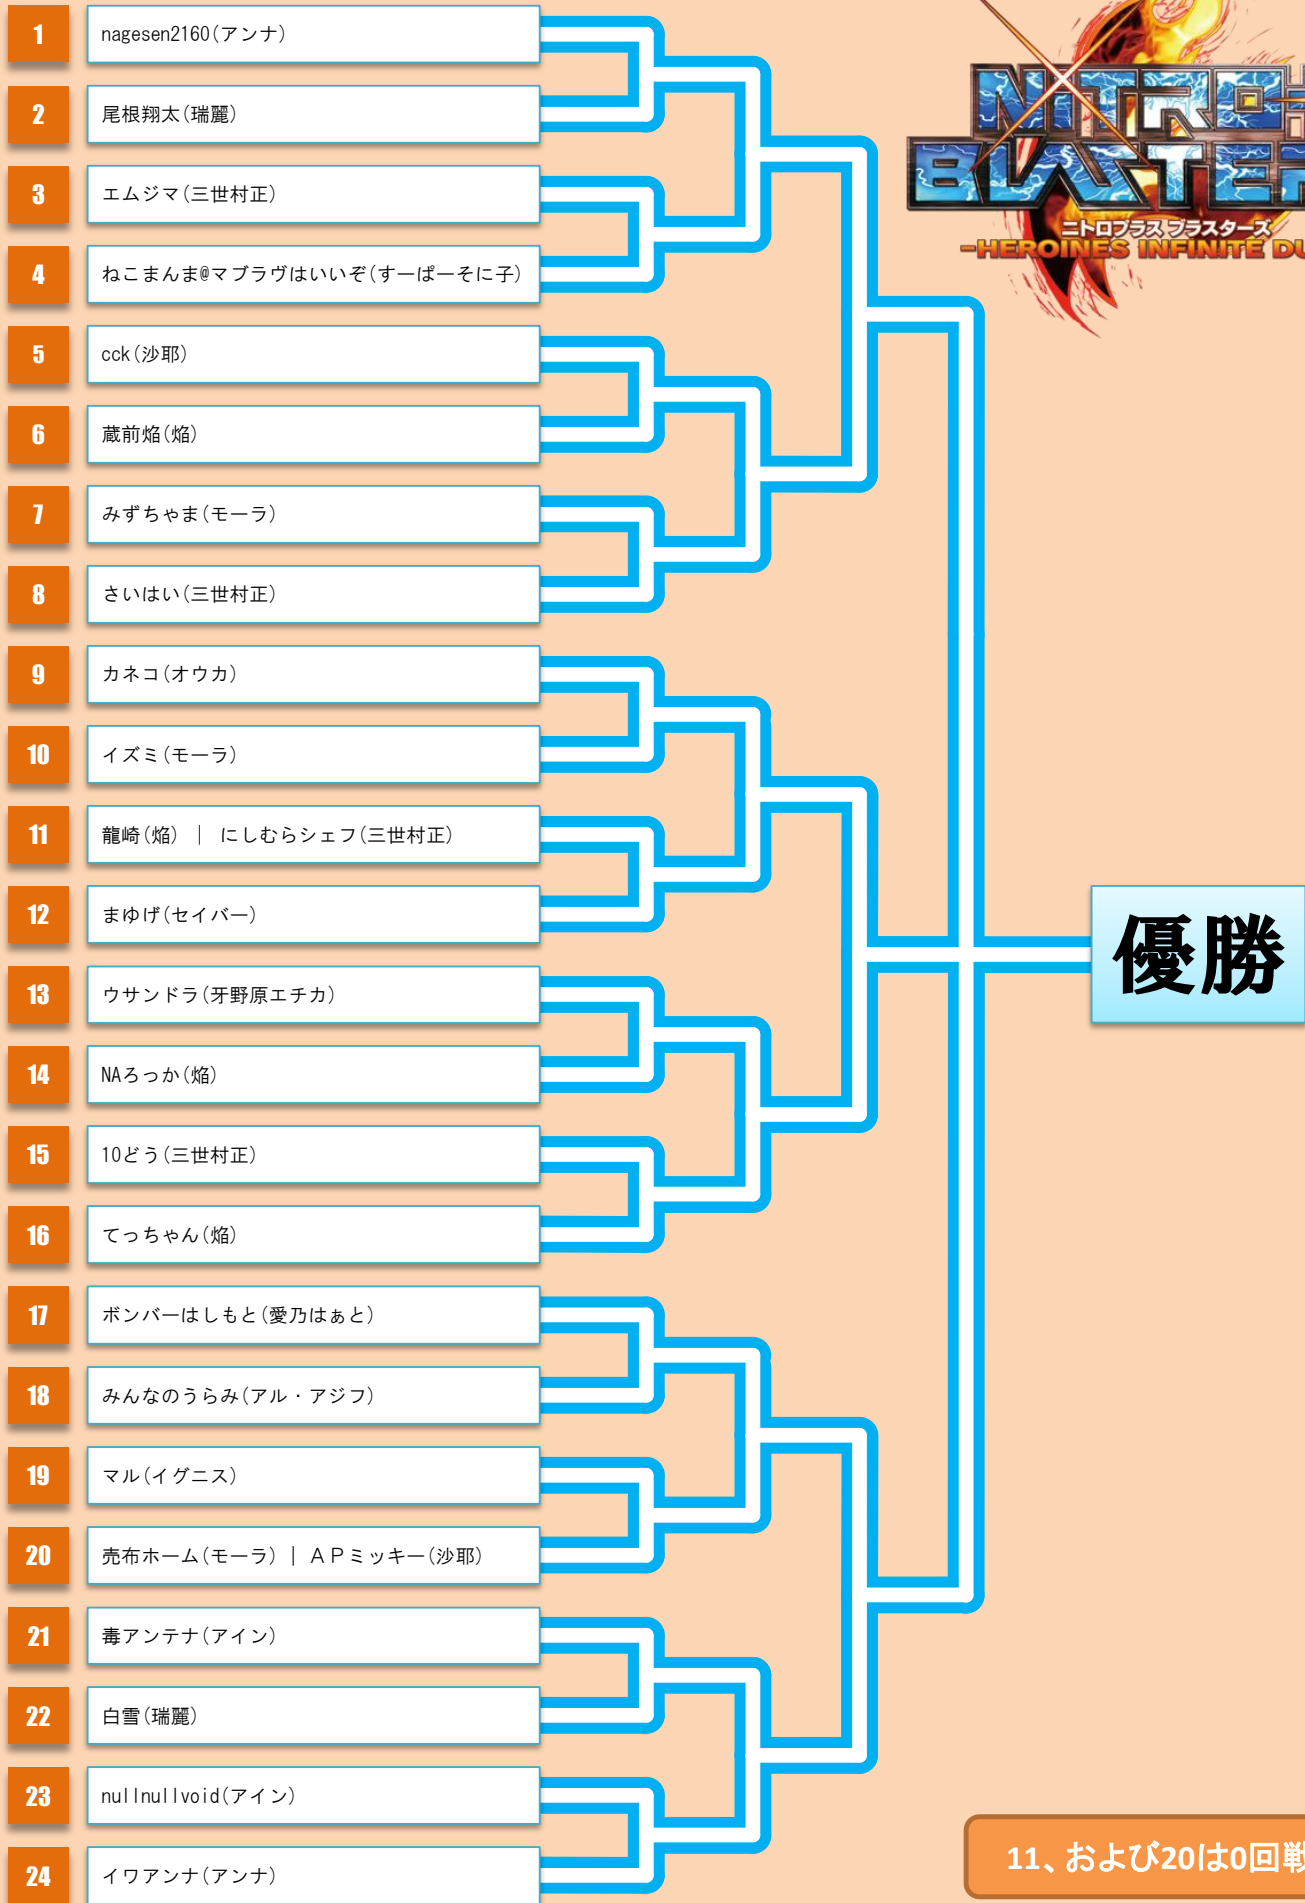 1 nagesen2160(アンナ)
2 尾根翔太(瑞麗)
3 エムジマ(三世村正)
4 ねこまんま@マブラヴはいいぞ(すーぱーそに子)
5 cck(沙耶)
6 蔵前焔(焔)
7 みずちゃま(モーラ)
8 さいはい(三世村正)
9 カネコ(オウカ)
10 イズミ(モーラ)
11 龍崎(焔) | にしむらシェフ(三世村正)
12 まゆげ(セイバー)
13 ウサンドラ(牙野原エチカ)
14 NAろっか(焔)
15 10どう(三世村正)
16 てっちゃん(焔)
17 ボンバーはしもと(愛乃はぁと)
18 みんなのうらみ(アル・アジフ)
19 マル(イグニス)
20 売布ホーム(モーラ) | APミッキー(沙耶)
21 毒アンテナ(アイン)
22 白雪(瑞麗)
23 nullnullvoid(アイン)
24 イワアンナ(アンナ)
NITRO
BLASTE
ニトロプラス ブラスターズ
-HEROINES INFINITE DU
優勝
11、および20は0回戦